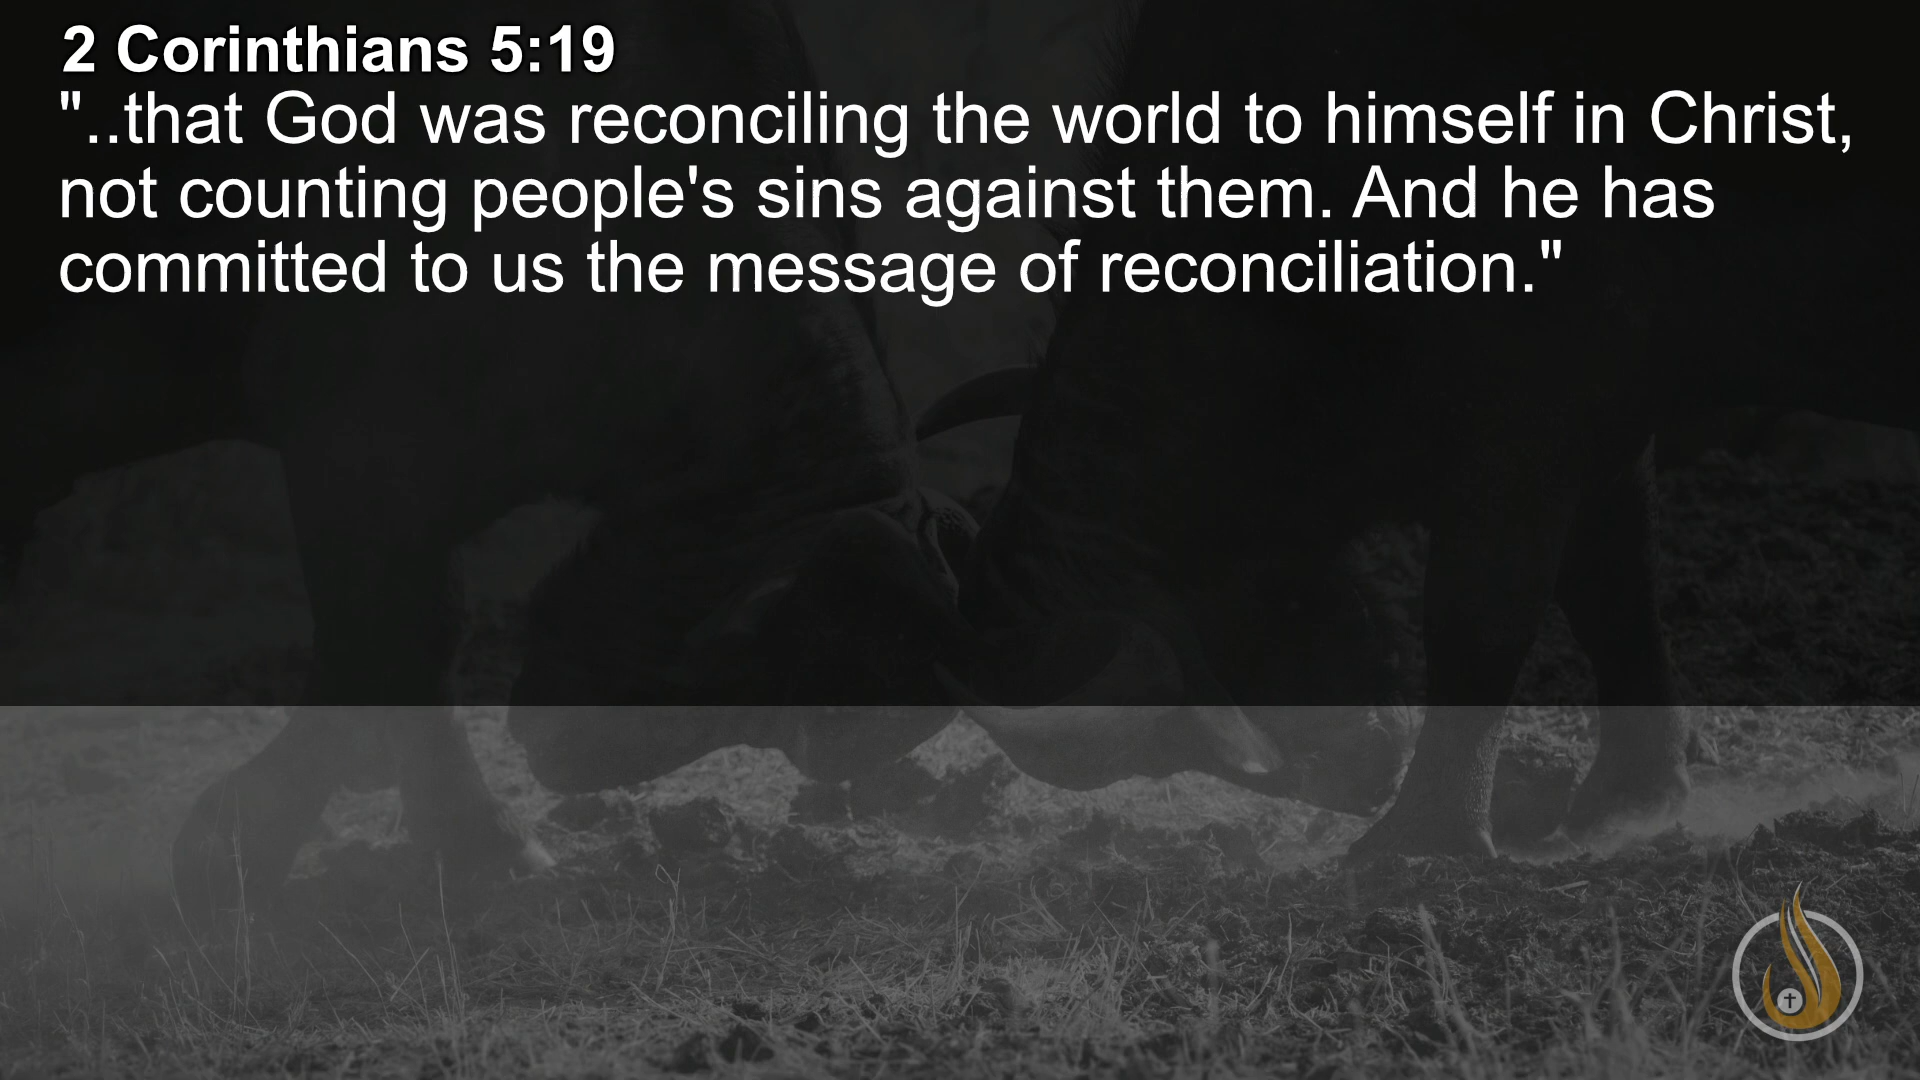 2 Corinthians 5:19
"..that God was reconciling the world to himself in Christ,
not counting people's sins against them. And he has
committed to us the message of reconciliation."